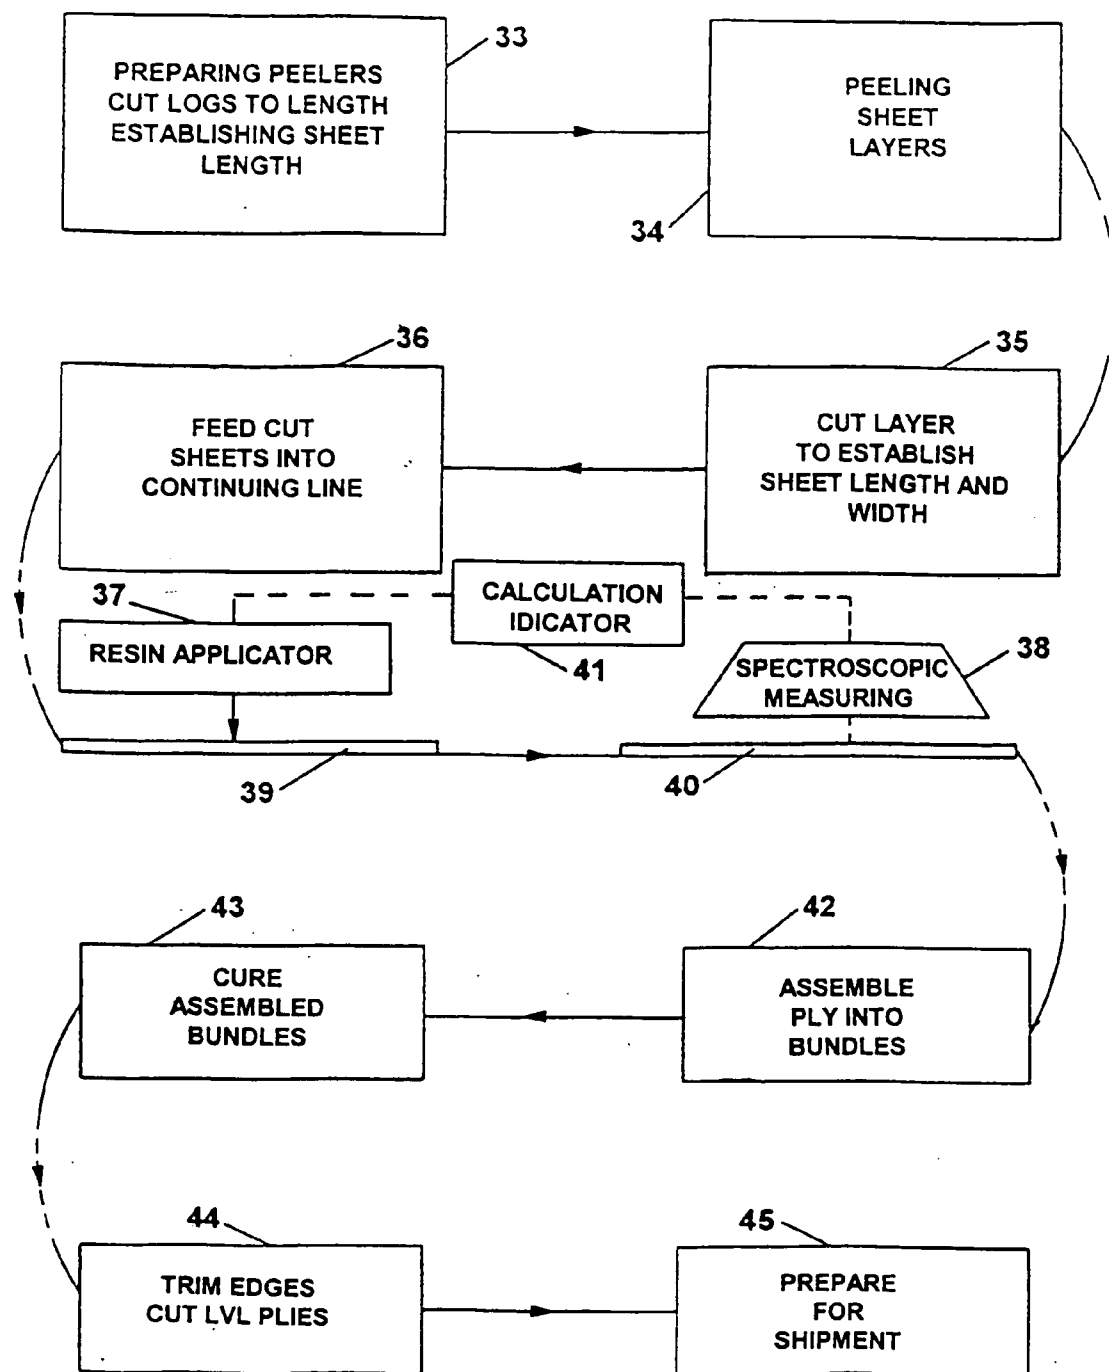 33
PREPARING PEELERS
CUT LOGS TO LENGTH
ESTABLISHING SHEET
LENGTH
PEELING
SHEET
LAYERS
34
36
FEED CUT
SHEETS INTO
CONTINUING LINE
35
CUT LAYER
TO ESTABLISH
SHEET LENGTH AND
WIDTH
37
RESIN APPLICATOR
CALCULATION
IDICATOR
41
SPECTROSCOPIC
MEASURING
38
39
40
43
CURE
ASSEMBLED
BUNDLES
42
ASSEMBLE
PLY INTO
BUNDLES
44
TRIM EDGES
CUT LVL PLIES
45
PREPARE
FOR
SHIPMENT